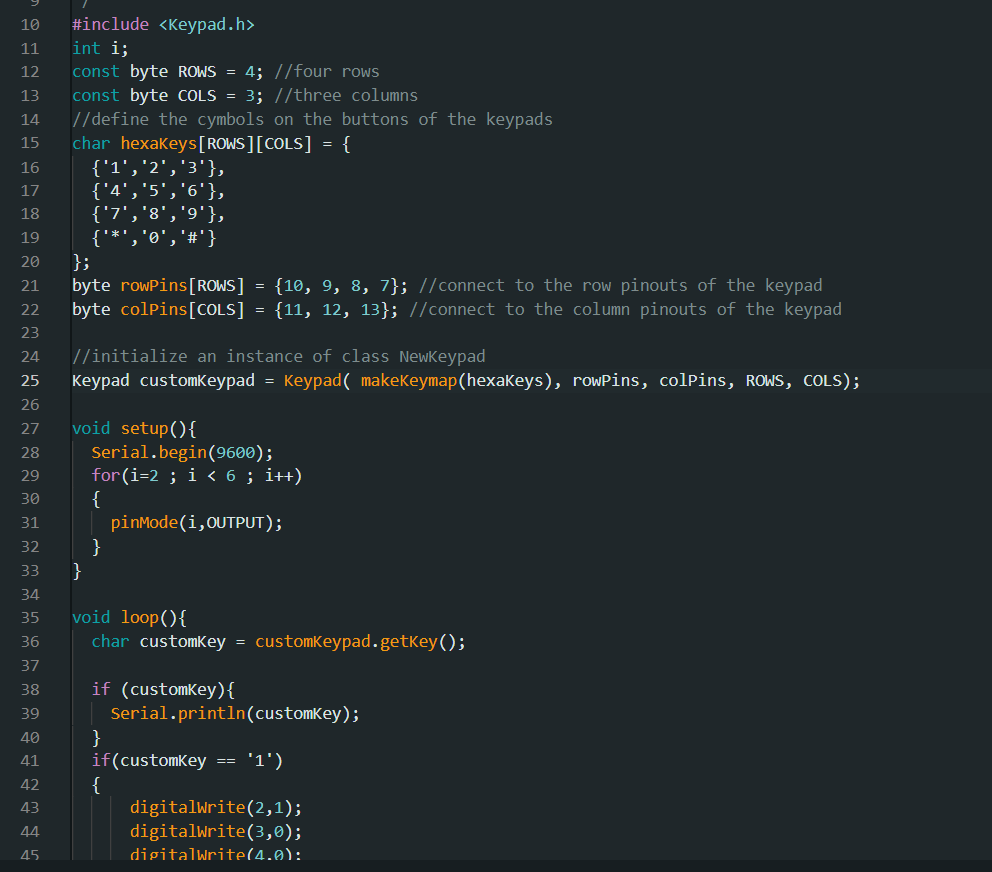 9 /
10 #include <Keypad.h>
11 int i;
12 const byte ROWS = 4; //four rows
13 const byte COLS = 3; //three columns
14 //define the cymbols on the buttons of the keypads
15 char hexaKeys[ROWS][COLS] = {
16 {'1','2','3'},
17 {'4','5','6'},
18 {'7','8','9'},
19 {'*','0','#'}
20 };
21 byte rowPins[ROWS] = {10, 9, 8, 7}; //connect to the row pinouts of the keypad
22 byte colPins[COLS] = {11, 12, 13}; //connect to the column pinouts of the keypad
23
24 //initialize an instance of class NewKeypad
25 Keypad customKeypad = Keypad( makeKeymap(hexaKeys), rowPins, colPins, ROWS, COLS);
26
27 void setup(){
28 Serial.begin(9600);
29 for(i=2 ; i < 6 ; i++)
30 {
31 pinMode(i,OUTPUT);
32 }
33 }
34
35 void loop(){
36 char customKey = customKeypad.getKey();
37
38 if (customKey){
39 Serial.println(customKey);
40 }
41 if(customKey == '1')
42 {
43 digitalWrite(2,1);
44 digitalWrite(3,0);
45 digitalWrite(4,0);